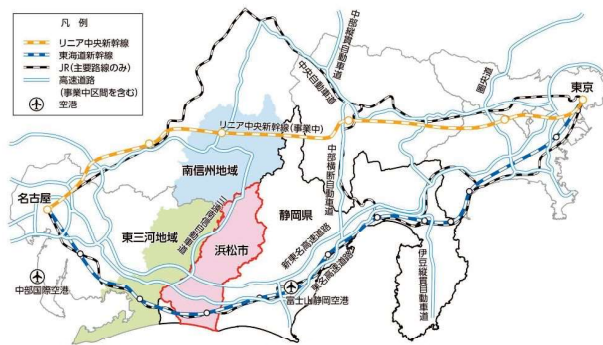 凡 例
リニア中央新幹線
東海道新幹線
JR(主要路線のみ)
高速道路
(事業中区間を含む)
空港
中部縦貫自動車道
中央自動車道
圏央道
東京
リニア中央新幹線(事業中)
南信州地域
中部横断自動車道
名古屋
三遠南信自動車道
静岡県
東三河地域
浜松市
新東名高速道路
東名高速道路
伊豆縦貫自動車道
中部国際空港
富士山静岡空港